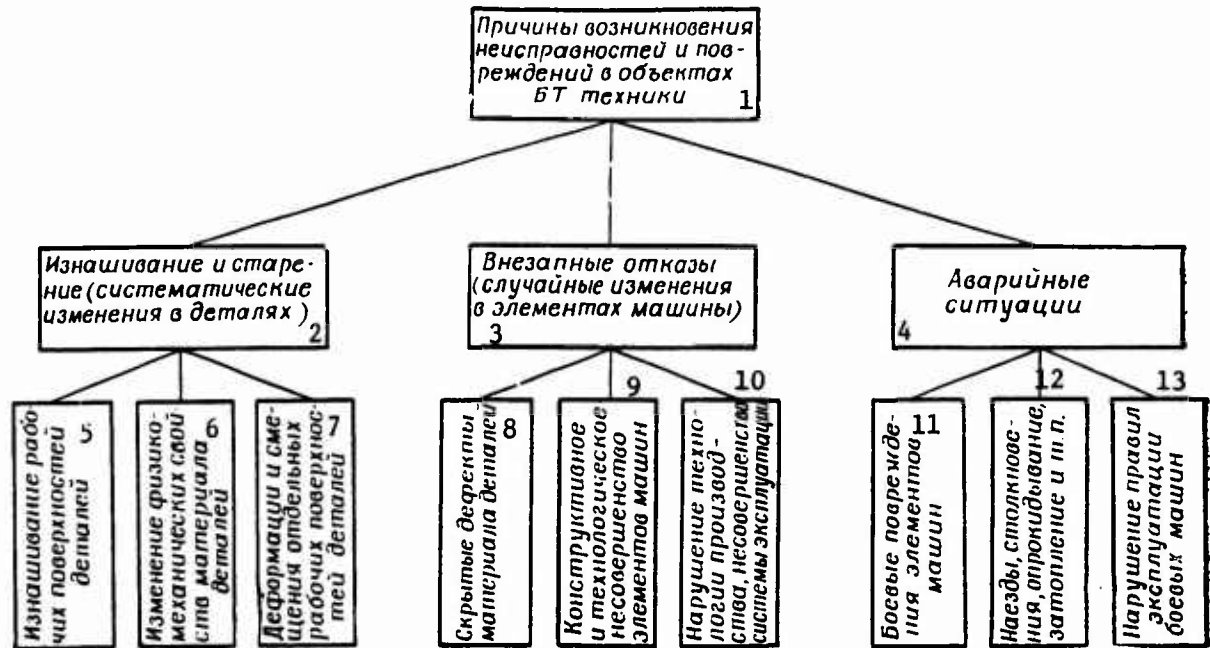 Причины возникновения
неисправностей и пов-
реждений в объектах
БТ техники
1
Изнашивание и старе-
ние (систематические
изменения в деталях)
2
Внезапные отказы
(случайные изменения
в элементах машины)
3
Аварийные
ситуации
4
Изнашивание рабо-
чих поверхностей
деталей
5
Изменение физико-
механических свой
ств материала
деталей
6
Деформации и сме-
щения отдельных
рабочих поверхнос-
тей деталей
7
Скрытые дефекты
материала деталей
8
9
Конструктивное
и технологическое
несовершенство
элементов машин
10
Нарушение техно-
логии производ-
ства, несовершенство
системы эксплуатации
11
Боевые поврежде-
ния элементов
машин
12
Наезды, столкнове-
ния, опрокидывание,
затопление и т.п.
13
Нарушение правил
эксплуатации
боевых машин